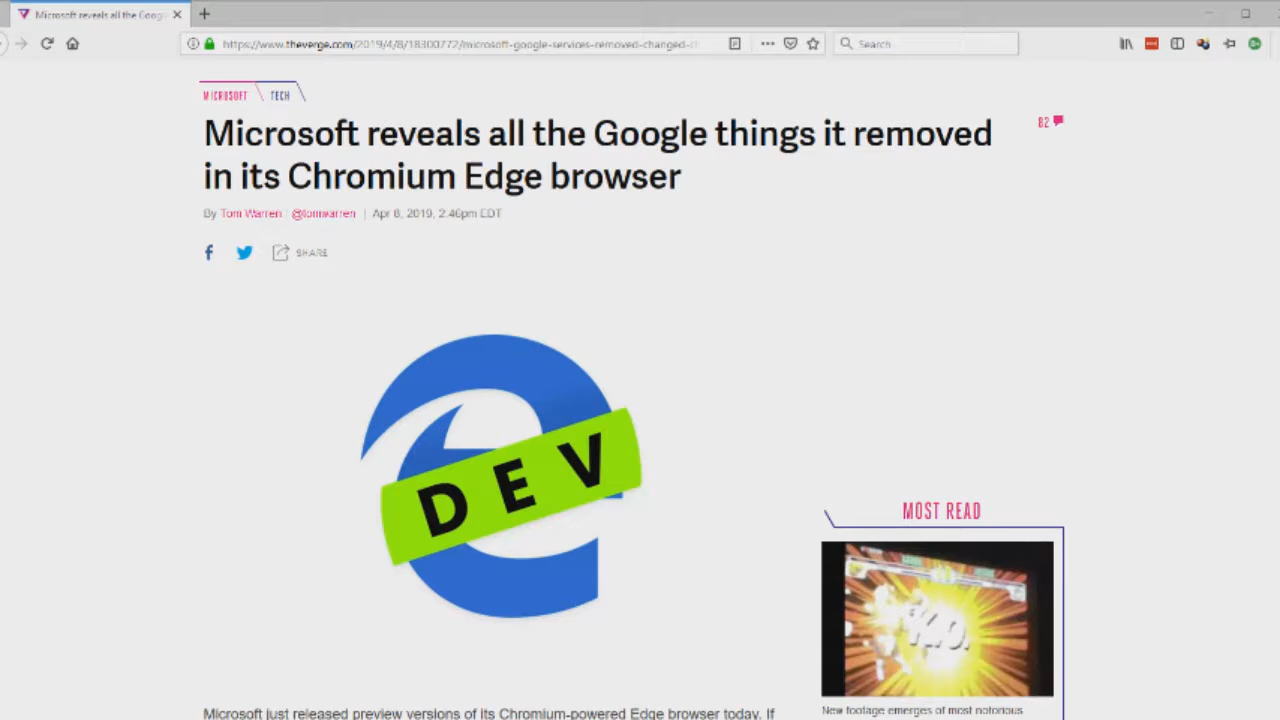 Microsoft reveals all the Goog
https://www.theverge.com/2019/4/8/18300772/microsoft-google-services-removed-changed-c
Search
MICROSOFT
TECH
Microsoft reveals all the Google things it removed
in its Chromium Edge browser
82
By Tom Warren | @tomwarren | Apr 8, 2019, 2:46pm EDT
SHARE
DEV
MOST READ
New footage emerges of most notorious
Microsoft just released preview versions of its Chromium-powered Edge browser today. If